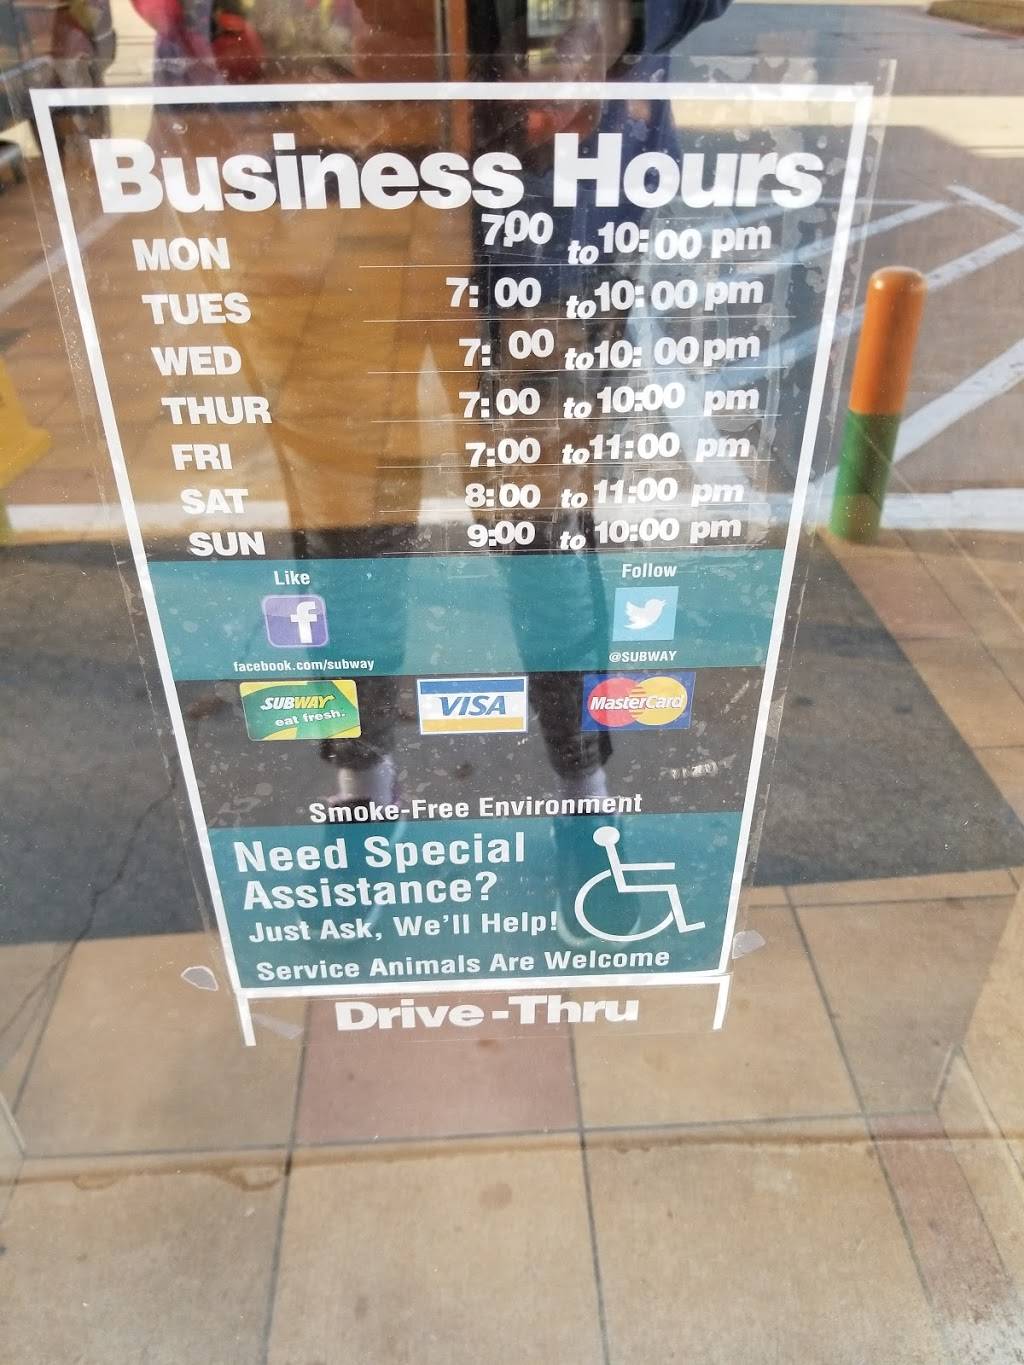 Business Hours
MON 7:00 to 10:00 pm
TUES 7:00 to 10:00 pm
WED 7:00 to 10:00 pm
THUR 7:00 to 10:00 pm
FRI 7:00 to 11:00 pm
SAT 8:00 to 11:00 pm
SUN 9:00 to 10:00 pm
Like Follow
f
facebook.com/subway @SUBWAY
SUBWAY VISA MasterCard
eat fresh.
Smoke-Free Environment
Need Special
Assistance?
Just Ask, We'll Help!
Service Animals Are Welcome
Drive-Thru